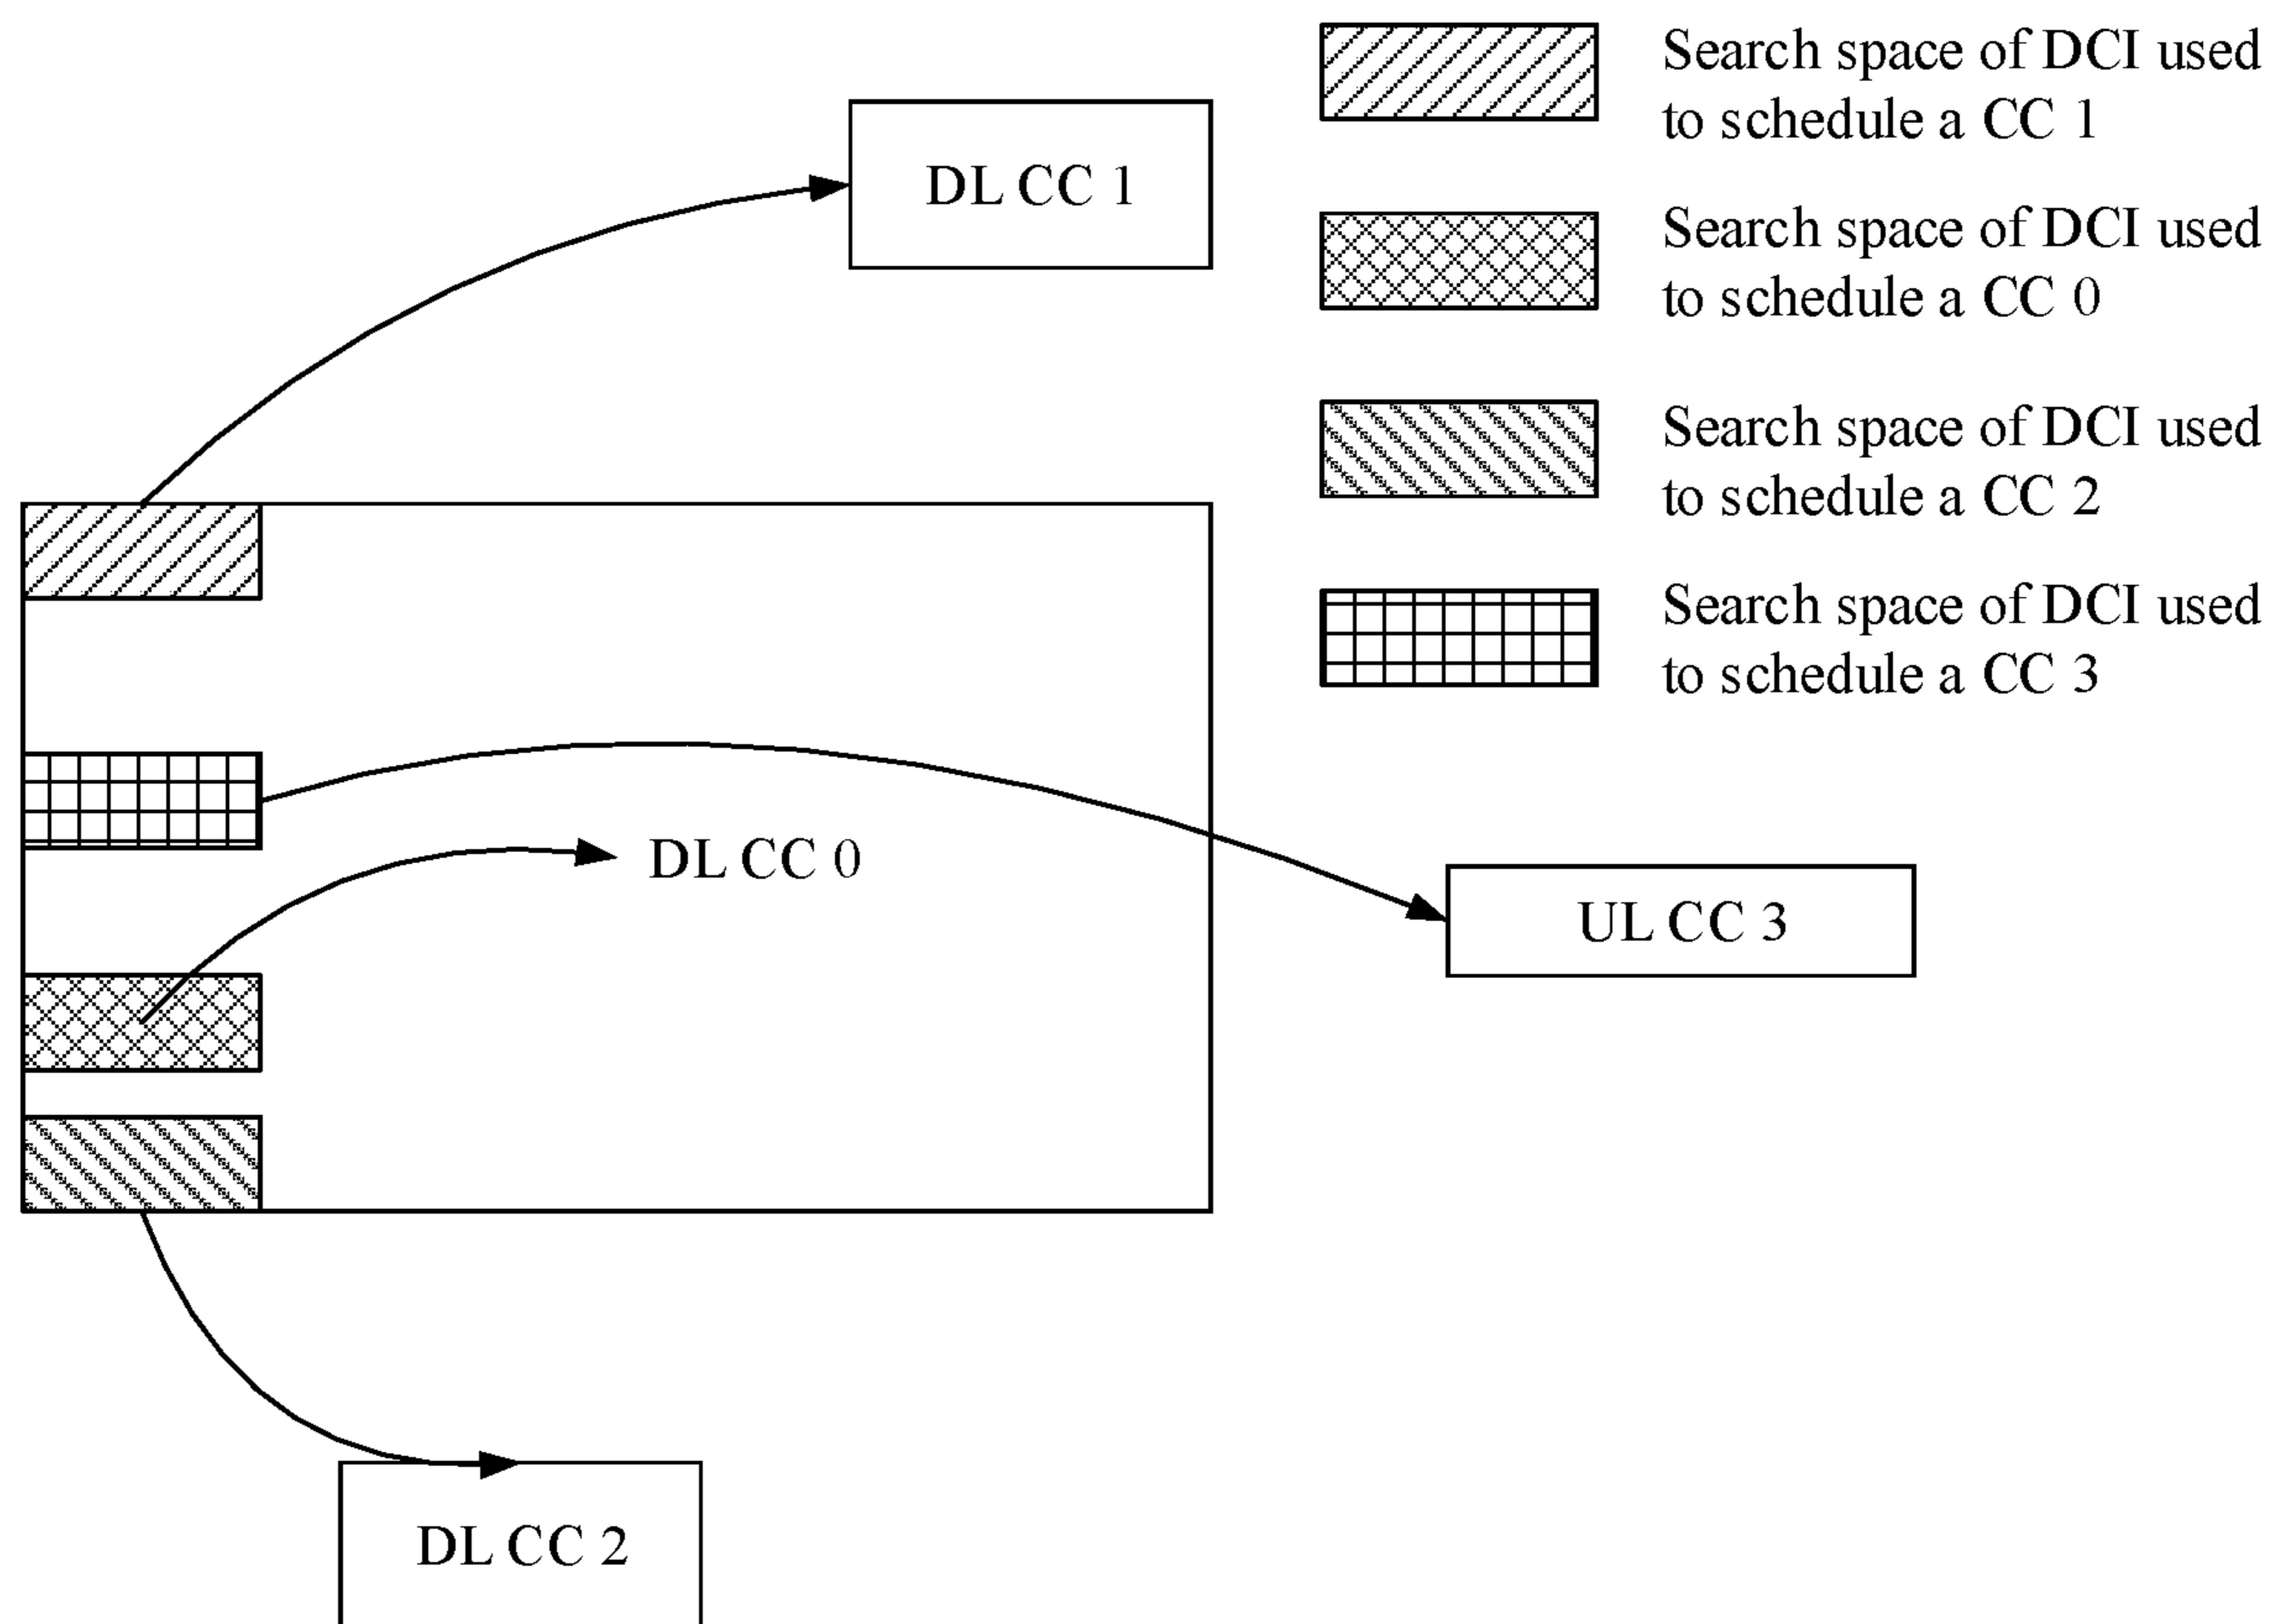 Search space of DCI used
to schedule a CC 1
DL CC 1
Search space of DCI used
to schedule a CC 0
Search space of DCI used
to schedule a CC 2
Search space of DCI used
to schedule a CC 3
DL CC 0
UL CC 3
DL CC 2